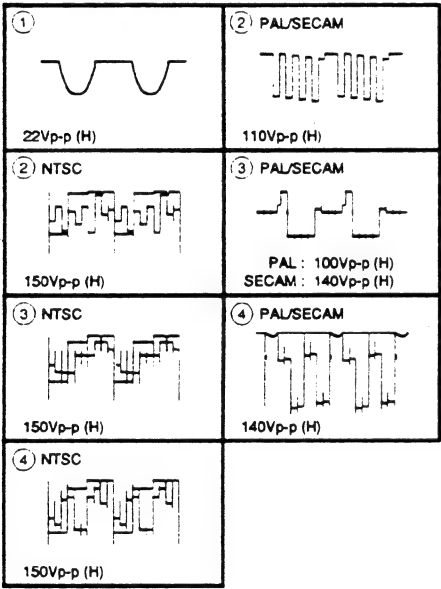 ① 
22Vp-p (H)
② PAL/SECAM
110Vp-p (H)
② NTSC
150Vp-p (H)
③ PAL/SECAM
PAL : 100Vp-p (H)
SECAM : 140Vp-p (H)
③ NTSC
150Vp-p (H)
④ PAL/SECAM
140Vp-p (H)
④ NTSC
150Vp-p (H)